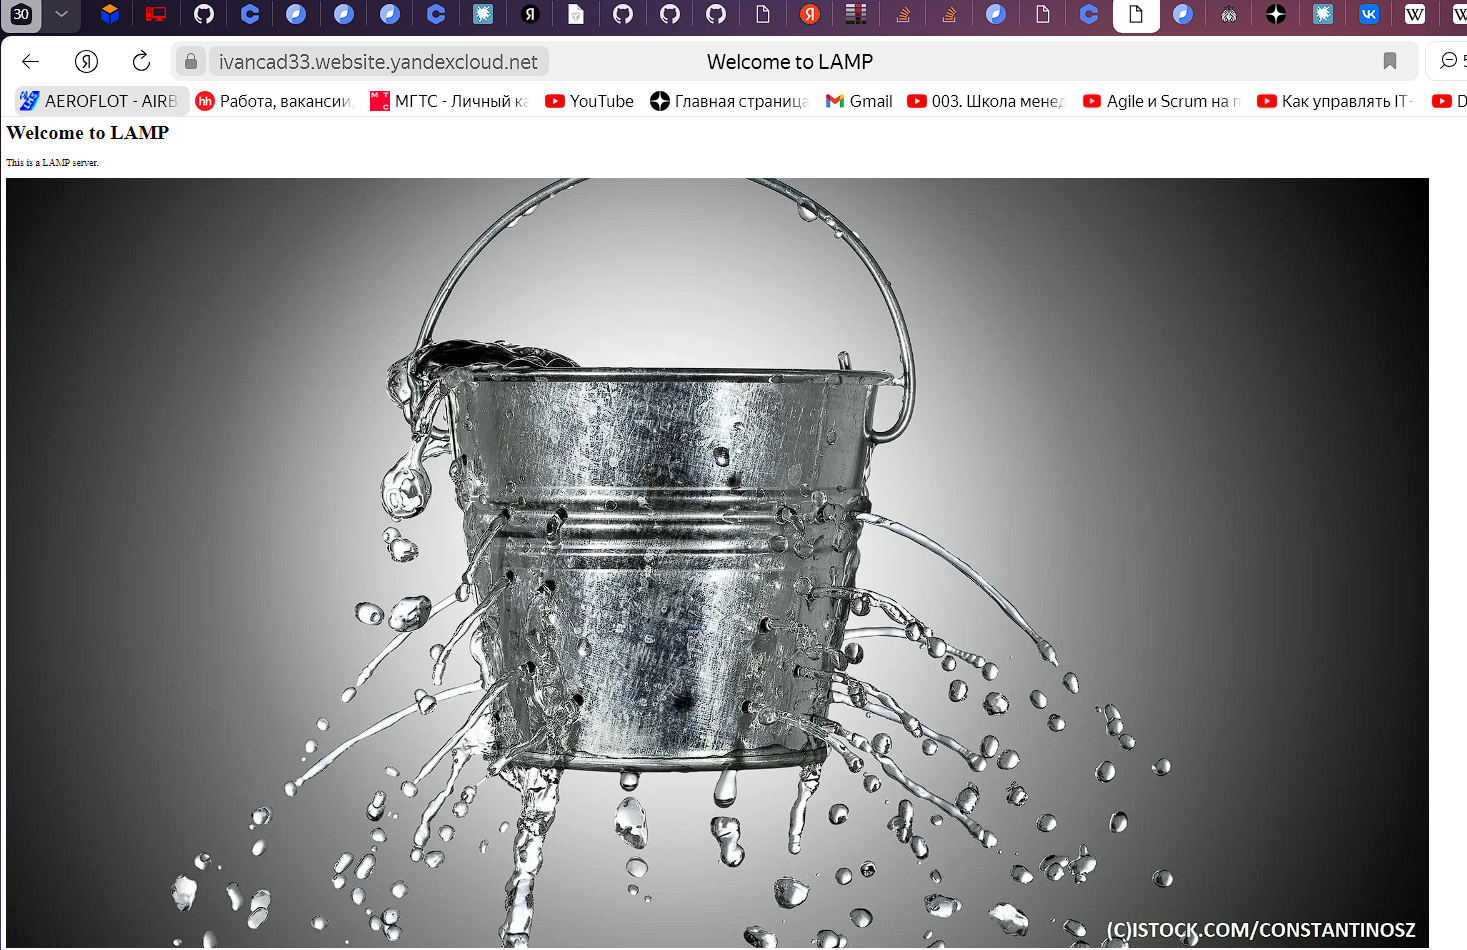 30
ivancad33.website.yandexcloud.net
Welcome to LAMP
AEROFLOT - AIRB
Работа, вакансии,
МГТС - Личный ка
YouTube
Главная страница
Gmail
003. Школа менед
Agile и Scrum на п
Как управлять IT-
D
Welcome to LAMP
This is a LAMP server.
(C)ISTOCK.COM/CONSTANTINOSZ